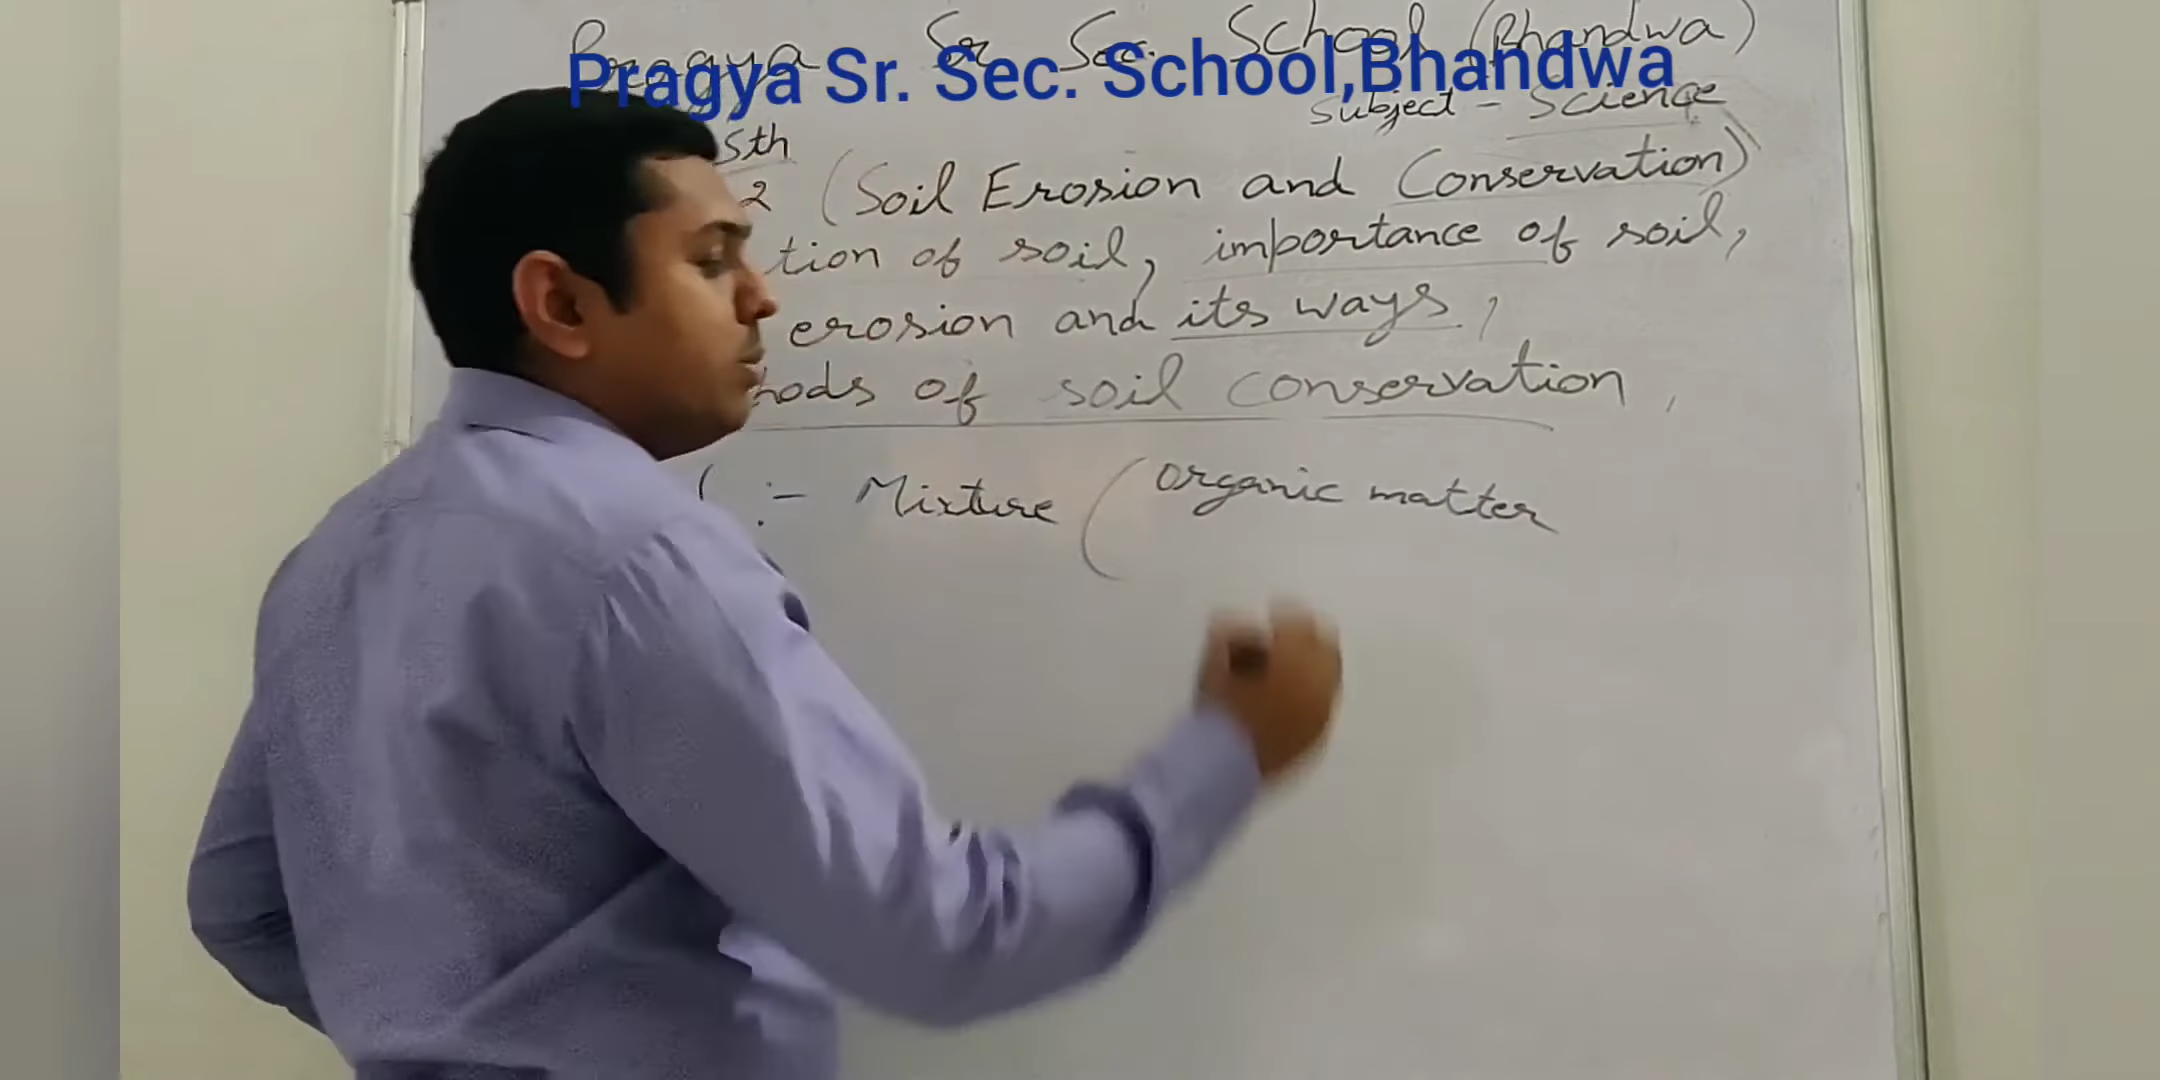 Pragya Sr. Sec. School (Bhandwa)
Pragya Sr. Sec. School,Bhandwa
Subject - Science
5th
2 (Soil Erosion and Conservation)
tion of soil, importance of soil,
erosion and its ways,
hods of soil conservation,
:- Mixture (organic matter